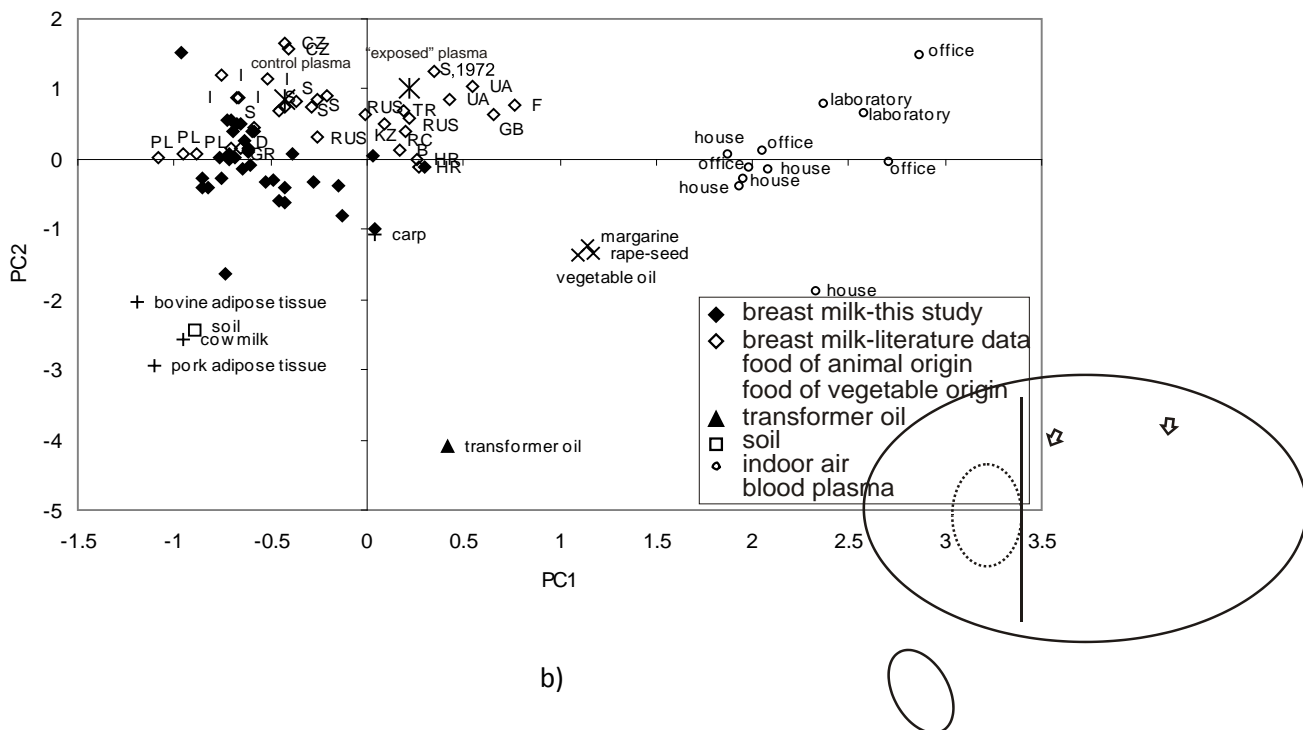 2
CZ
CZ
control plasma
"exposed" plasma
S,1972
office
I
I
UA
1
I
I
S
laboratory
S
UA
F
laboratory
S
SS
RUS
TR
GB
RUS
S
RUS
KZ
RC
house
office
PL
PL
PL
D
B
GR
HR
HR
0
office
house
office
house
house
-1
carp
margarine
rape-seed
vegetable oil
PC2
-2
bovine adipose tissue
house
soil
cow milk
-3
pork adipose tissue
breast milk-this study
breast milk-literature data
food of animal origin
food of vegetable origin
transformer oil
soil
indoor air
blood plasma
-4
transformer oil
-5
-1.5 -1 -0.5 0 0.5 1 1.5 2 2.5 3 3.5
PC1
b)